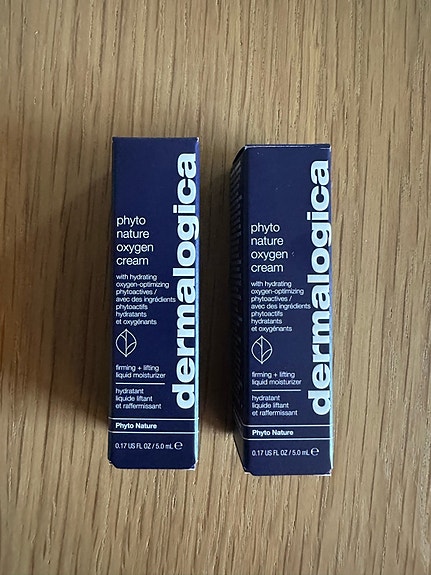 phyto
nature
oxygen
cream
with hydrating
oxygen-optimizing
phytoactives /
avec des ingrédients
phytoactifs
hydratants
et oxygénants
firming + lifting
liquid moisturizer
hydratant
liquide liftant
et raffermissant
Phyto Nature
0.17 US FL OZ / 5.0 mL ℮
dermalogica
phyto
nature
oxygen
cream
with hydrating
oxygen-optimizing
phytoactives /
avec des ingrédients
phytoactifs
hydratants
et oxygénants
firming + lifting
liquid moisturizer
hydratant
liquide liftant
et raffermissant
Phyto Nature
0.17 US FL OZ / 5.0 mL ℮
dermalogica